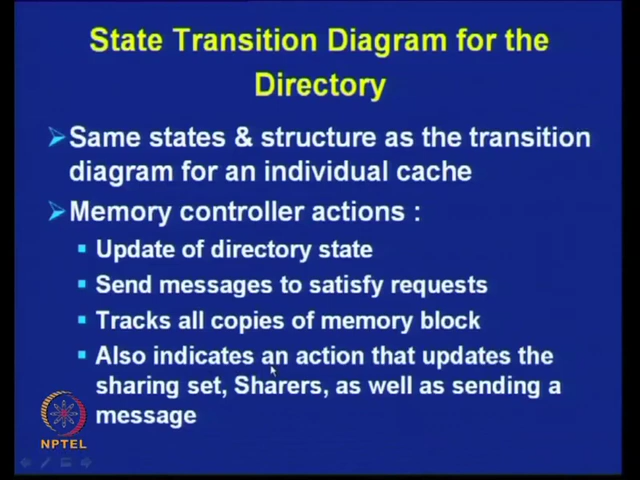 State Transition Diagram for the
Directory
Same states & structure as the transition
diagram for an individual cache
Memory controller actions :
Update of directory state
Send messages to satisfy requests
Tracks all copies of memory block
Also indicates an action that updates the
sharing set, Sharers, as well as sending a
message
NPTEL